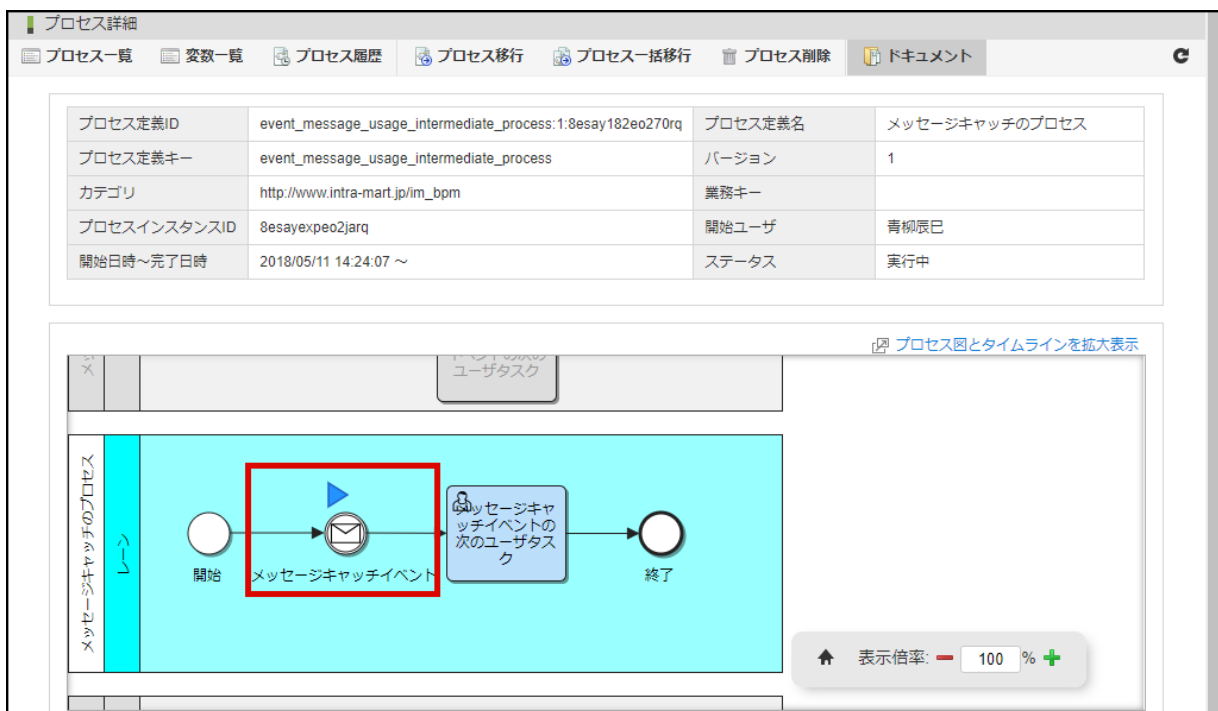 プロセス詳細
プロセス一覧 変数一覧 プロセス履歴 プロセス移行 プロセス一括移行 プロセス削除 ドキュメント
プロセス定義ID event_message_usage_intermediate_process:1:8esay182eo270rq プロセス定義名 メッセージキャッチのプロセス
プロセス定義キー event_message_usage_intermediate_process バージョン 1
カテゴリ http://www.intra-mart.jp/im_bpm 業務キー
プロセスインスタンスID 8esayexpeo2jarq 開始ユーザ 青柳辰巳
開始日時～完了日時 2018/05/11 14:24:07 ～ ステータス 実行中
プロセス図とタイムラインを拡大表示
ベントの次の
ユーザタスク
メッセージキャッチのプロセス
レーン
開始
メッセージキャッチイベント
メッセージキャ
ッチイベントの
次のユーザタス
ク
終了
表示倍率: 100 %